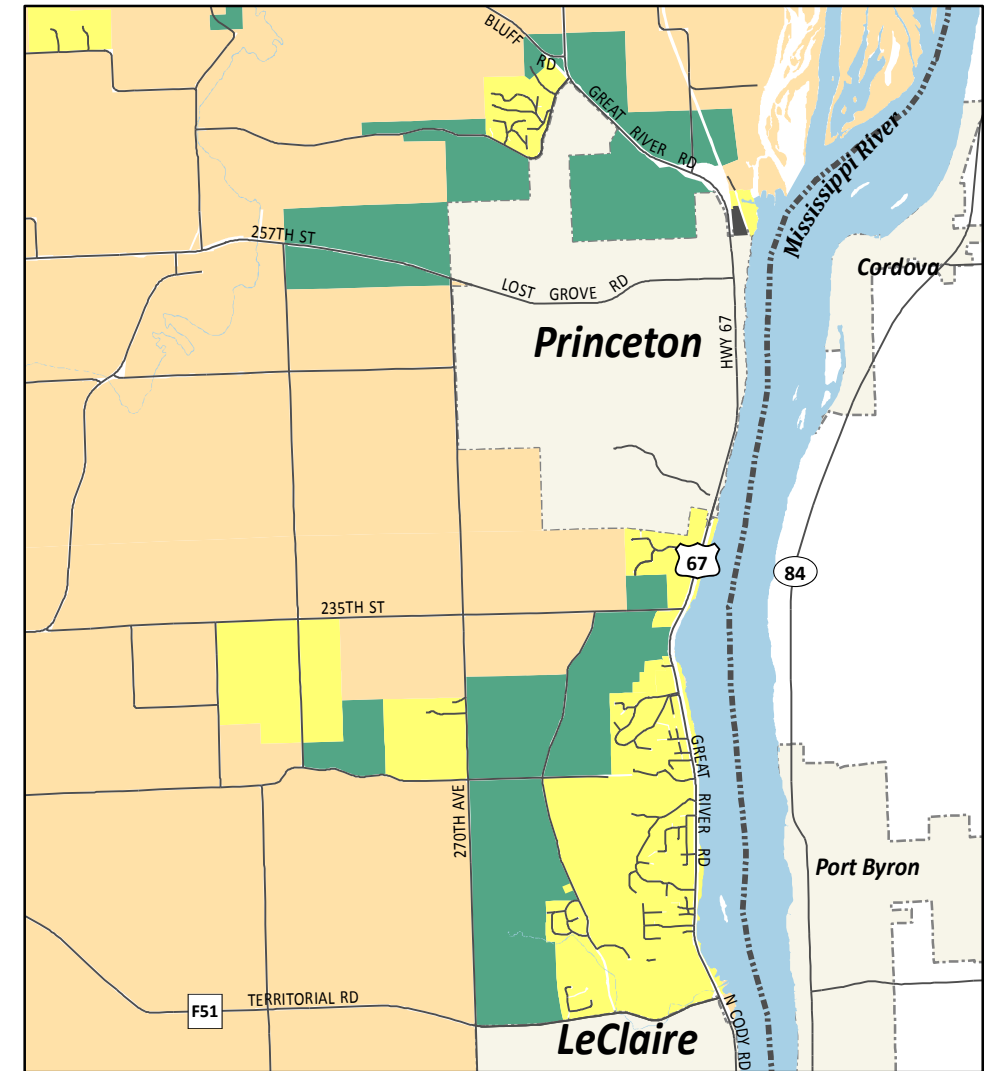 BLUFF RD
GREAT RIVER RD
Mississippi River
257TH ST
Cordova
LOST GROVE RD
Princeton
HWY 67
67
84
235TH ST
GREAT RIVER RD
270TH AVE
Port Byron
TERRITORIAL RD
F51
N CODY RD
LeClaire